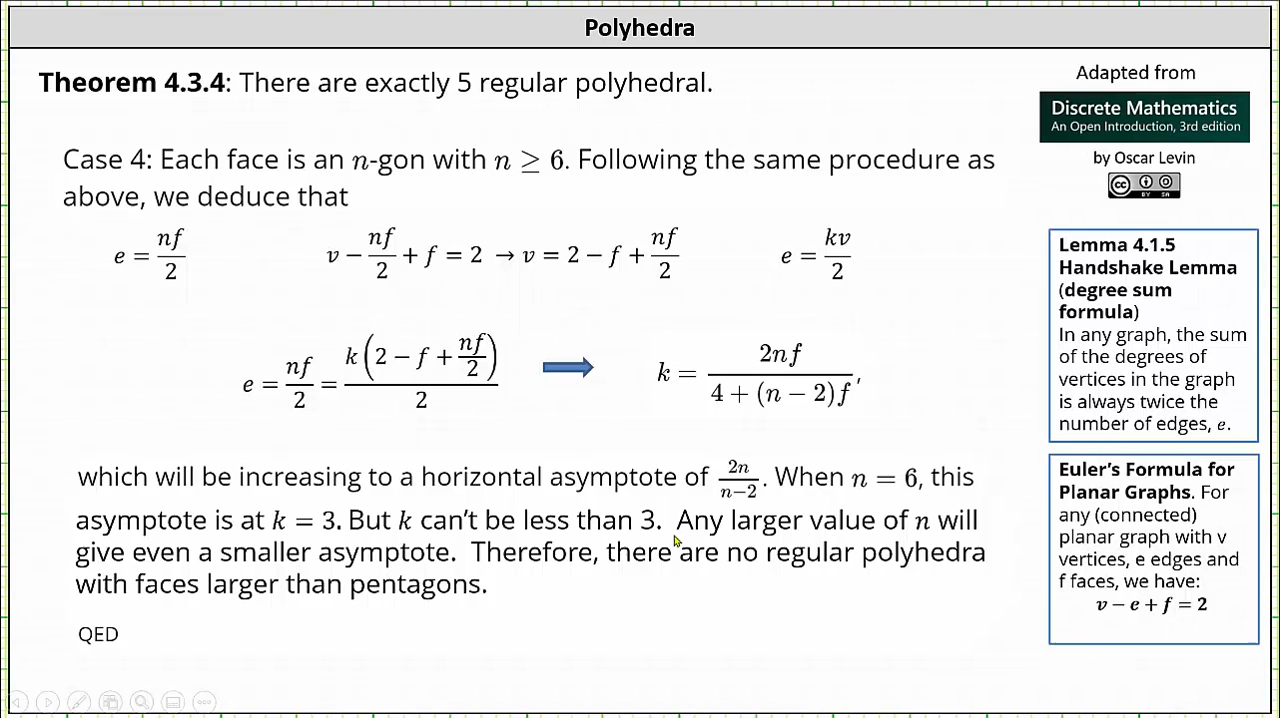 Polyhedra
Theorem 4.3.4: There are exactly 5 regular polyhedral.
Case 4: Each face is an n-gon with n ≥ 6. Following the same procedure as
above, we deduce that
e = nf/2    v − nf/2 + f = 2 → v = 2 − f + nf/2    e = kv/2
e = nf/2 = k(2 − f + nf/2)/2    k = 2nf/(4 + (n − 2)f),
which will be increasing to a horizontal asymptote of 2n/(n−2). When n = 6, this
asymptote is at k = 3. But k can’t be less than 3. Any larger value of n will
give even a smaller asymptote. Therefore, there are no regular polyhedra
with faces larger than pentagons.
QED
Adapted from
Discrete Mathematics
An Open Introduction, 3rd edition
by Oscar Levin
cc
BY SA
Lemma 4.1.5
Handshake Lemma
(degree sum
formula)
In any graph, the sum
of the degrees of
vertices in the graph
is always twice the
number of edges, e.
Euler’s Formula for
Planar Graphs. For
any (connected)
planar graph with v
vertices, e edges and
f faces, we have:
v − e + f = 2